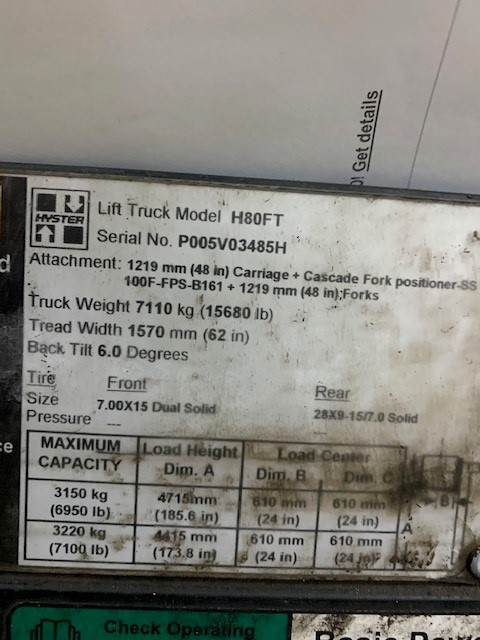 ! Get details
HYSTER
Lift Truck Model H80FT
Serial No. P005V03485H
Attachment: 1219 mm (48 in) Carriage + Cascade Fork positioner-SS
100F-FPS-B161 + 1219 mm (48 in);Forks
Truck Weight 7110 kg (15680 lb)
Tread Width 1570 mm (62 in)
Back Tilt 6.0 Degrees
Tire Front Rear
Size 7.00X15 Dual Solid 28X9-15/7.0 Solid
Pressure --- ---
MAXIMUM CAPACITY Load Height Dim. A Load Center Dim. B Dim. C
3150 kg 4715mm 610 mm 610 mm
(6950 lb) (185.6 in) (24 in) (24 in)
3220 kg 4415 mm 610 mm 610 mm
(7100 lb) (173.8 in) (24 in) (24 in)
B
A
Check Operating